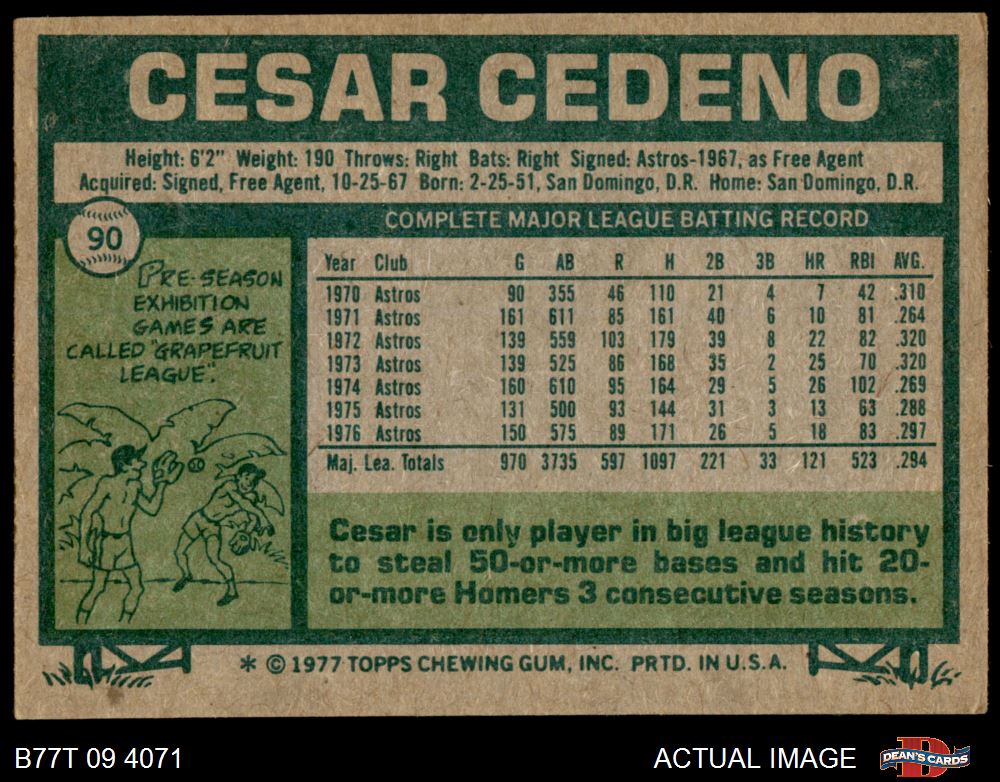 CESAR CEDENO
Height: 6'2" Weight: 190 Throws: Right Bats: Right Signed: Astros-1967, as Free Agent
Acquired: Signed, Free Agent, 10-25-67 Born: 2-25-51, San Domingo, D.R. Home: San Domingo, D.R.
90
PRE-SEASON
EXHIBITION
GAMES ARE
CALLED "GRAPEFRUIT
LEAGUE".
COMPLETE MAJOR LEAGUE BATTING RECORD
Year Club G AB R H 2B 3B HR RBI AVG.
1970 Astros 90 355 46 110 21 4 7 42 .310
1971 Astros 161 611 85 161 40 6 10 81 .264
1972 Astros 139 559 103 179 39 8 22 82 .320
1973 Astros 139 525 86 168 35 2 25 70 .320
1974 Astros 160 610 95 164 29 5 26 102 .269
1975 Astros 131 500 93 144 31 3 13 63 .288
1976 Astros 150 575 89 171 26 5 18 83 .297
Maj. Lea. Totals 970 3735 597 1097 221 33 121 523 .294
Cesar is only player in big league history
to steal 50-or-more bases and hit 20-
or-more Homers 3 consecutive seasons.
* © 1977 TOPPS CHEWING GUM, INC. PRTD. IN U.S.A.
B77T 09 4071
ACTUAL IMAGE
DEAN'S CARDS